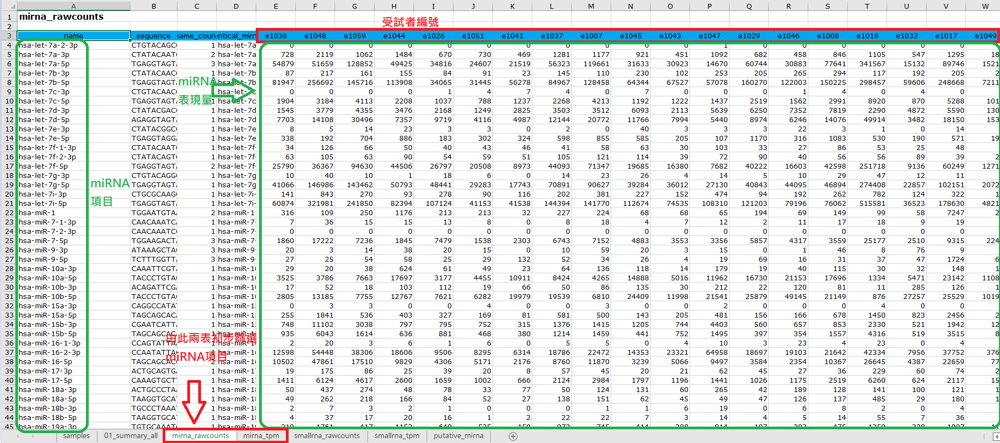 A B C D E F G H I J K L M N O P Q R S T U V W
1 mirna_rawcounts
受試者編號
2
3 name sequence name_coun ntical_mirn e1036 e1048 e1059 e1044 e1026 e1051 e1041 e1037 e1007 e1045 e1043 e1047 e1029 e1046 e1008 e1019 e1033 e1017 e1049
4 hsa-let-7a-2-3p CTGTACAGC 1 hsa-let-7a 0 0 0 0 0 0 0 0 0 0 0 1 0 0 0 0 0 0
5 hsa-let-7a-3p CTATACAAT 2 hsa-let-7a 728 2119 1062 1484 670 730 469 1281 1177 921 451 1092 682 458 846 1105 547 1295 18
6 hsa-let-7a-5p TGAGGTAGT 3 hsa-let-7a 54879 51659 128852 49425 34816 24607 21519 56323 119661 31633 30923 14670 60744 30883 77641 341567 15132 89746 1521
7 hsa-let-7b-3p CTATACAAC 1 hsa-let-7b 87 217 161 155 84 91 23 145 110 230 102 253 205 265 294 117 192 205 2
8 hsa-let-7b-5p TGAGGTAGT hsa-let-7b 81947 256692 145716 113908 34065 31445 56278 84967 128458 64344 67527 57078 160270 122003 150225 298457 59606 248668 7211
miRNA
9 hsa-let-7c-3p CTGTACAAC hsa-let-7c 0 0 0 0 1 4 7 4 0 7 0 0 0 1 4 0 4 0
10 hsa-let-7c-5p TGAGGTAGT 1 hsa-let-7c 1904 3184 4113 2208 1037 788 1237 2268 4213 1192 1222 1437 2519 1562 2991 8920 870 5288 101
表現量
11 hsa-let-7d-3p CTATACGAC 1 hsa-let-7d 1545 3779 4355 3476 2168 1249 2825 3503 3512 6093 2113 5639 6250 7352 7819 2290 4872 5590 130
12 hsa-let-7d-5p AGAGGTAGT 1 hsa-let-7d 7703 14108 30496 7357 9719 4116 4987 12144 20772 11766 7994 5440 8974 6246 14076 49914 3482 18150 153
13 hsa-let-7e-3p CTATACGGC 1 hsa-let-7e 8 5 14 23 3 3 0 2 0 40 3 3 3 22 3 1 0 14
14 hsa-let-7e-5p TGAGGTAGG 1 hsa-let-7e 338 192 704 886 183 302 324 598 855 585 205 107 1170 316 1083 530 190 571 19
15 hsa-let-7f-1-3p CTATACAAT 1 hsa-let-7f- 34 126 66 50 40 43 46 41 58 63 30 103 33 27 86 53 25 48
16 hsa-let-7f-2-3p CTATACAGT 1 hsa-let-7f- 63 105 63 90 54 59 51 105 121 114 39 72 90 40 56 56 89 39 2
17 hsa-let-7f-5p TGAGGTAGT 2 hsa-let-7f- 25790 36367 94630 44506 26797 20508 8973 44093 71347 19685 16380 7682 40222 16603 42598 251718 9136 60249 1271
18 hsa-let-7g-3p CTGTACAGG 1 hsa-let-7g 10 40 10 1 18 6 0 14 23 26 4 14 5 10 29 47 12 11
miRNA
19 hsa-let-7g-5p TGAGGTAGT 1 hsa-let-7g 41066 146986 143462 50793 48441 29283 17743 70891 90627 39284 36012 27130 40843 44095 46894 274408 22857 102151 2072
20 hsa-let-7i-3p CTGCGCAAG 1 hsa-let-7i- 141 843 270 93 278 90 116 202 381 227 152 474 94 192 262 782 124 322 1
項目
21 hsa-let-7i-5p TGAGGTAGT 1 hsa-let-7i- 60874 321981 241850 82394 107124 41153 41538 144394 141770 112674 74535 108310 121203 79196 76062 515581 36523 178630 4821
22 hsa-miR-1 TGGAATGTA 2 hsa-miR-1 316 109 250 1176 213 213 32 227 224 68 68 65 194 69 149 99 58 7247 2
23 hsa-miR-7-1-3p CAACAAATC 1 hsa-miR-7- 7 36 15 15 13 8 0 8 18 4 7 12 2 11 17 18 9 19
24 hsa-miR-7-2-3p CAACAAATC 1 hsa-miR-7- 0 0 0 0 0 0 0 0 0 0 0 0 0 0 0 0 0 0
25 hsa-miR-7-5p TGGAAGACT 3 hsa-miR-7- 1860 17222 7236 1845 7479 1538 2303 6743 7152 4883 3553 3356 5857 4317 3559 25177 2510 9315 224
26 hsa-miR-9-3p ATAAAGCTA 3 hsa-miR-9- 20 3 14 38 20 15 0 10 59 20 3 15 0 1 46 8 76 9
27 hsa-miR-9-5p TCTTTGGTT 3 hsa-miR-9- 27 25 54 58 25 29 132 52 34 26 4 19 69 16 31 37 47 1724 6
28 hsa-miR-10a-3p CAAATTCGT 1 hsa-miR-10 29 20 38 624 61 49 23 64 136 118 14 179 19 40 115 30 32 148 1
29 hsa-miR-10a-5p TACCCTGTA 1 hsa-miR-10 3525 3786 7663 17697 3177 4455 10911 8424 4265 14888 5016 11962 16730 21153 17696 1334 5471 23142 1108
30 hsa-miR-10b-3p ACAGATTCG 1 hsa-miR-10 17 52 18 103 112 19 66 50 86 135 30 212 22 120 81 11 285 126 1
31 hsa-miR-10b-5p TACCCTGTA 1 hsa-miR-10 2805 13185 7755 12767 7621 6282 19979 19539 6810 24409 11998 21541 25879 49145 21149 876 27257 25529 1019
32 hsa-miR-15a-3p CAGGCCATA 1 hsa-miR-15 0 3 3 0 0 4 0 0 3 0 0 2 0 0 0 4 0 0
33 hsa-miR-15a-5p TAGCAGCAC 1 hsa-miR-15 255 1841 536 403 327 169 81 581 500 143 205 481 156 166 678 1450 823 2456 2
34 hsa-miR-15b-3p CGAATCATT 1 hsa-miR-15 748 11102 3038 797 795 752 315 1376 1415 1205 744 4403 560 657 853 2330 521 1942 12
35 hsa-miR-15b-5p TAGCAGCAC hsa-miR-15 935 6043 1614 636 881 468 380 1214 1459 441 752 1495 397 354 1557 4316 519 3515 8
由此兩表初步篩選
36 hsa-miR-16-1-3p CCAGTATTA hsa-miR-16 2 20 3 6 1 6 0 5 5 0 4 10 3 23 4 23 0 4
37 hsa-miR-16-2-3p CCAATATTA 1 hsa-miR-16 12598 54448 38306 18606 9506 8295 6314 18786 22472 14353 23321 64958 18697 19103 21642 42334 7956 37752 376
miRNA項目
38 hsa-miR-16-5p TAGCAGCAC 2 hsa-miR-16 10502 47861 17510 9829 4306 5171 2176 8760 11870 3239 5066 9497 3584 2354 10367 26645 4387 22659 77
39 hsa-miR-17-3p ACTGCAGTG 1 hsa-miR-17 19 175 86 25 39 20 8 57 45 20 21 62 45 27 36 229 60 74 2
40 hsa-miR-17-5p CAAAGTGCT 1 hsa-miR-17 1411 6124 4617 2600 1659 1002 666 2124 2984 1797 1196 1441 1026 1175 2519 6260 624 2117 15
41 hsa-miR-18a-3p ACTGCCCTA 1 hsa-miR-18 50 437 274 48 78 33 77 50 124 131 60 265 42 189 128 141 100 121 1
42 hsa-miR-18a-5p TAAGGTGCA 1 hsa-miR-18 49 262 218 166 84 52 27 138 151 62 45 49 47 126 137 485 29 180 1
43 hsa-miR-18b-3p TGCCCTAAA 1 hsa-miR-18 2 7 3 2 1 0 0 0 1 1 6 19 0 6 8 2 0 4
44 hsa-miR-18b-5p TAAGGTGCA 1 hsa-miR-18 4 37 17 20 16 1 2 22 22 7 3 14 4 5 14 55 7 36
45 hsa-miR-19a-3p TGTGCAAAT 1 hsa-miR-19
samples 01_summary_all mirna_rawcounts mirna_tpm smallrna_rawcounts smallrna_tpm putative_mirna